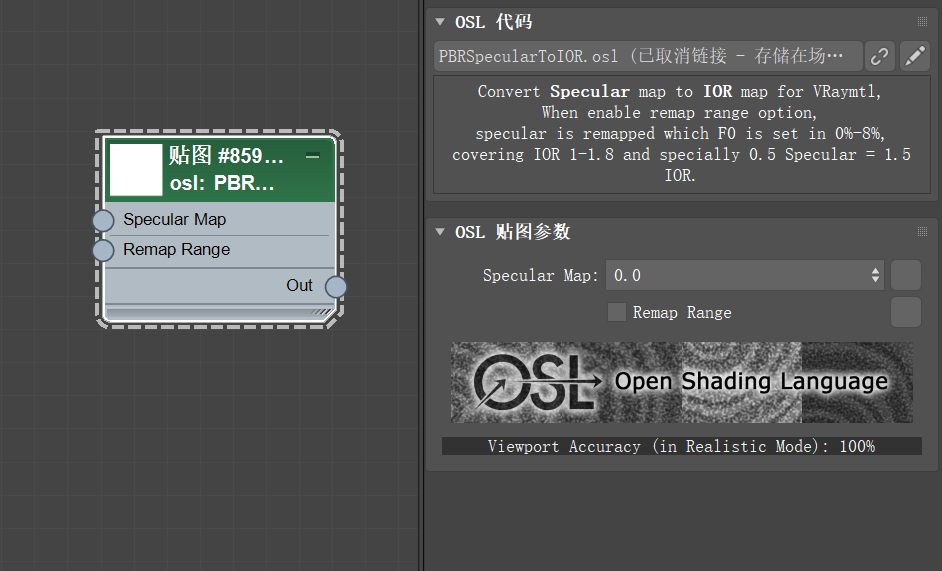 贴图 #859...
osl: PBR...
Specular Map
Remap Range
Out
OSL 代码
PBRSpecularToIOR.osl (已取消链接 - 存储在场…
Convert Specular map to IOR map for VRaymtl,
When enable remap range option,
specular is remapped which F0 is set in 0%-8%,
covering IOR 1-1.8 and specially 0.5 Specular = 1.5
IOR.
OSL 贴图参数
Specular Map: 0.0
Remap Range
OSL Open Shading Language
Viewport Accuracy (in Realistic Mode): 100%